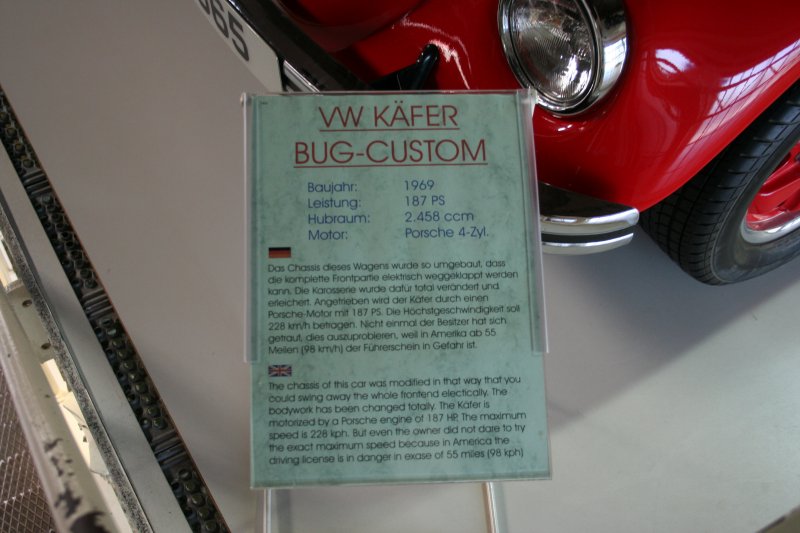 565
VW KÄFER
BUG-CUSTOM
Baujahr: 1969
Leistung: 187 PS
Hubraum: 2.458 ccm
Motor: Porsche 4-Zyl.
Das Chassis dieses Wagens wurde so umgebaut, dass
die komplette Frontpartie elektrisch weggeklappt werden
kann. Die Karosserie wurde dafür total verändert und
erleichert. Angetrieben wird der Käfer durch einen
Porsche-Motor mit 187 PS. Die Höchstgeschwindigkeit soll
228 km/h betragen. Nicht einmal der Besitzer hat sich
getraut, dies auszuprobieren, weil in Amerika ab 55
Meilen (98 km/h) der Führerschein in Gefahr ist.
The chassis of this car was modified in that way that you
could swing away the whole frontend electically. The
bodywork has been changed totally. The Käfer is
motorized by a Porsche engine of 187 HP. The maximum
speed is 228 kph. But even the owner did not dare to try
the exact maximum speed because in America the
driving license is in danger in exease of 55 miles (98 kph)